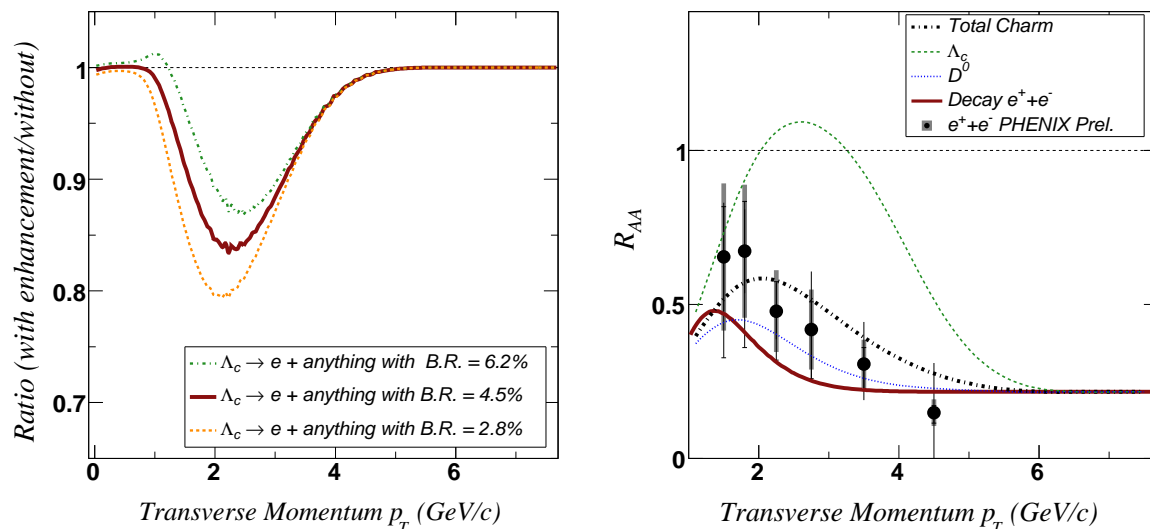 Ratio (with enhancement/without)
1
0.9
0.8
0.7
Λc → e + anything with B.R. = 6.2%
Λc → e + anything with B.R. = 4.5%
Λc → e + anything with B.R. = 2.8%
0 2 4 6
Transverse Momentum pT (GeV/c)
RAA
1
0.5
0
Total Charm
Λc
D0
Decay e++e-
e++e- PHENIX Prel.
2 4 6
Transverse Momentum pT (GeV/c)